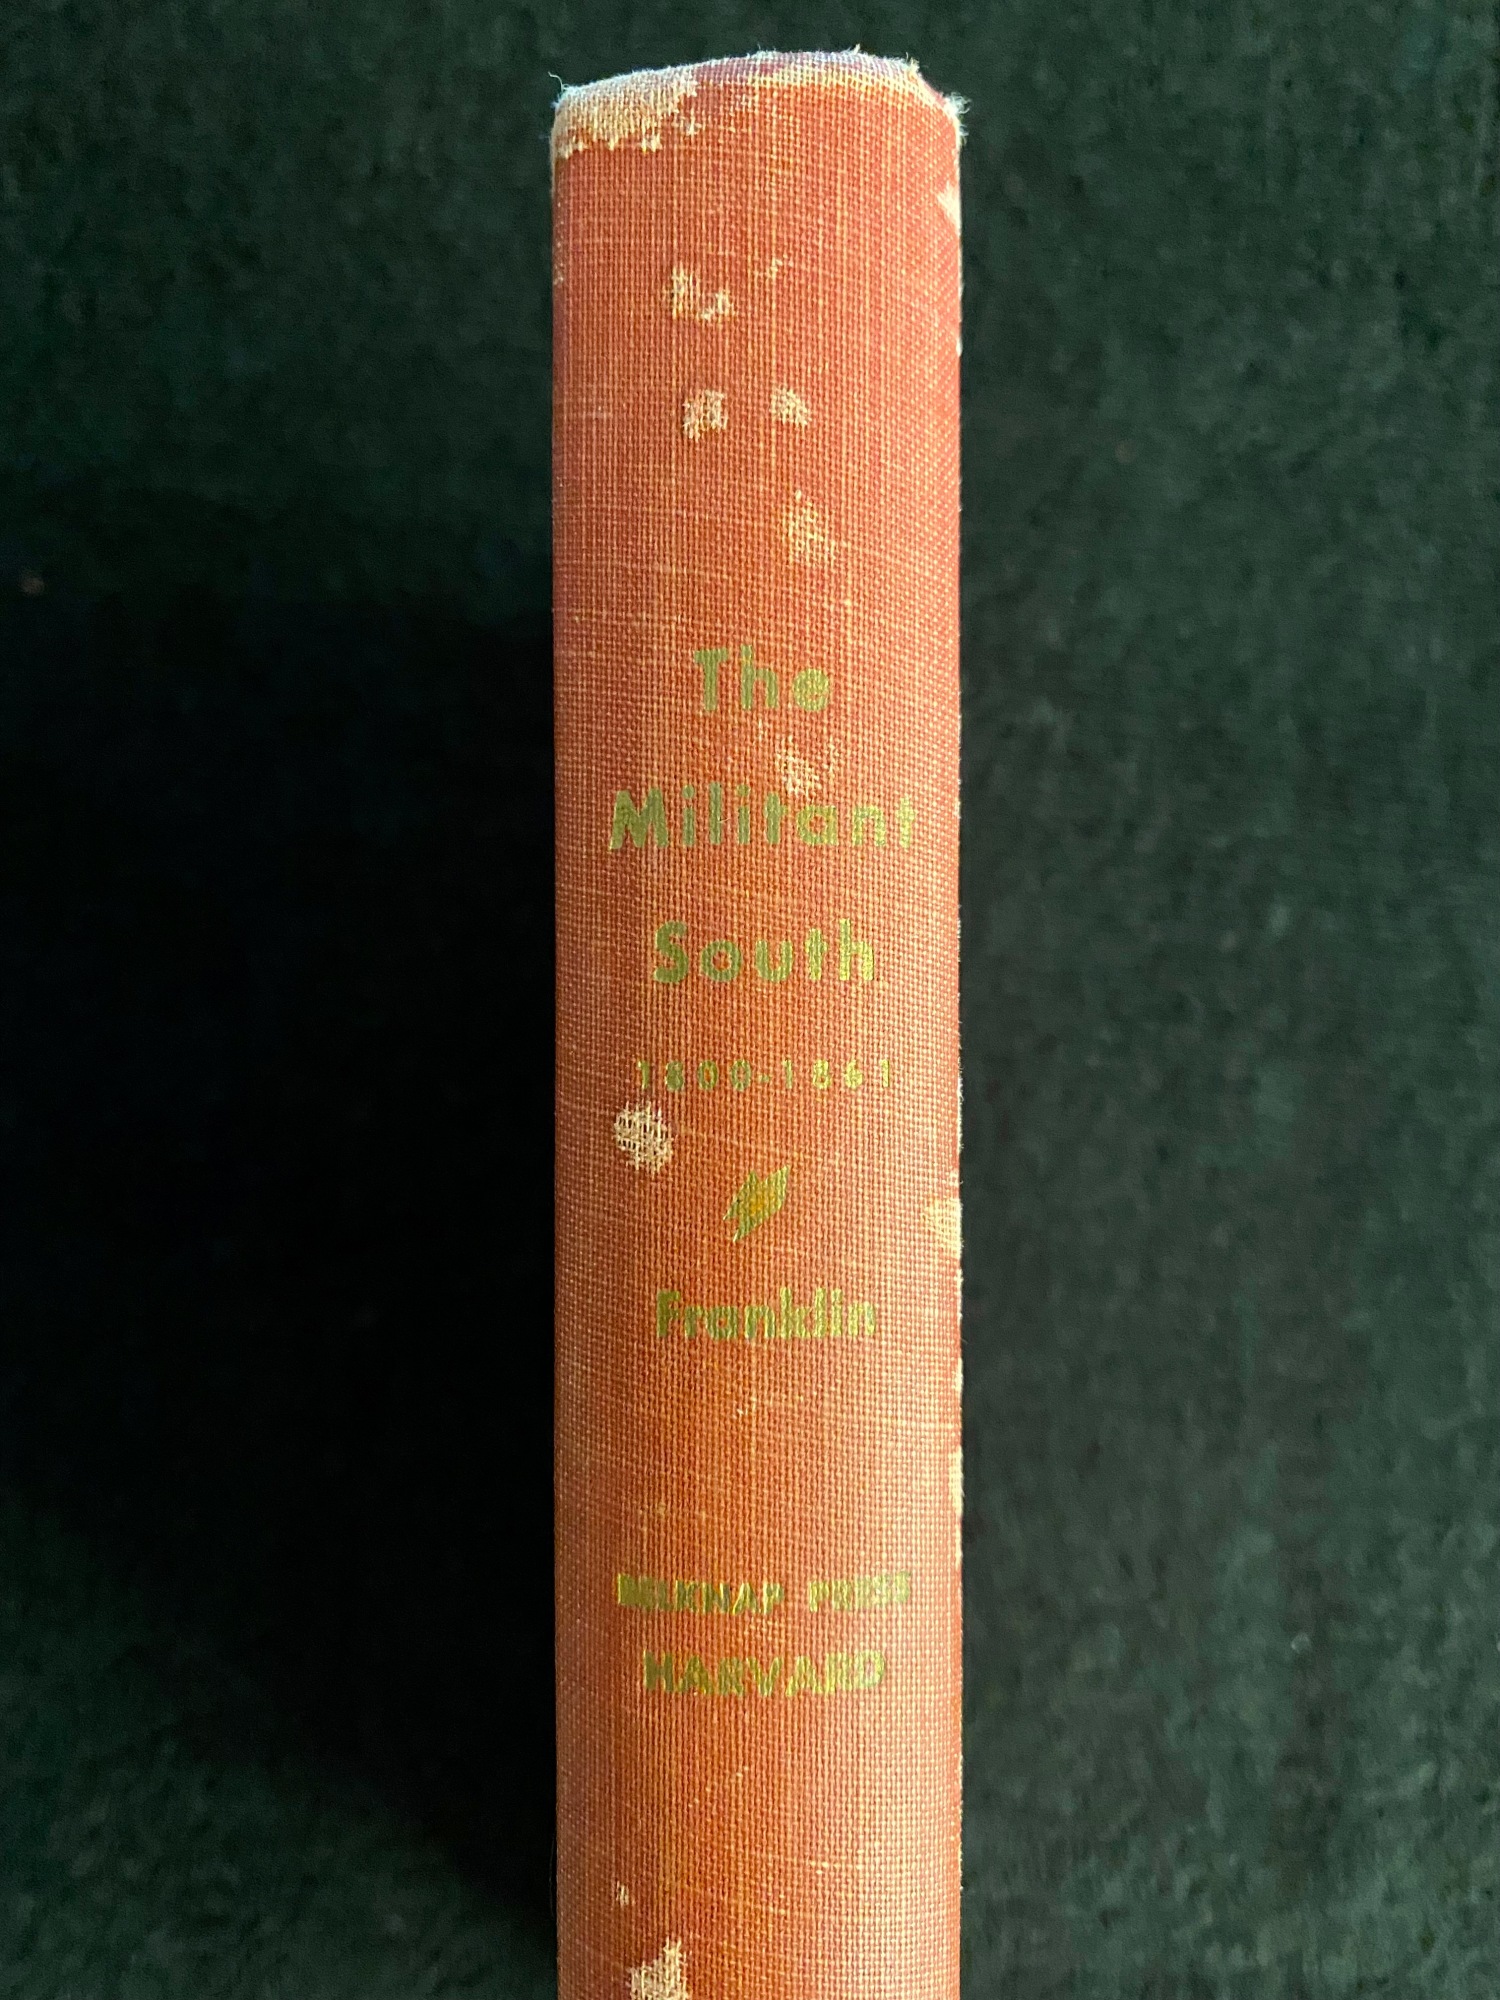 The
Militant
South
1800-1861
Franklin
BELKNAP PRESS
HARVARD